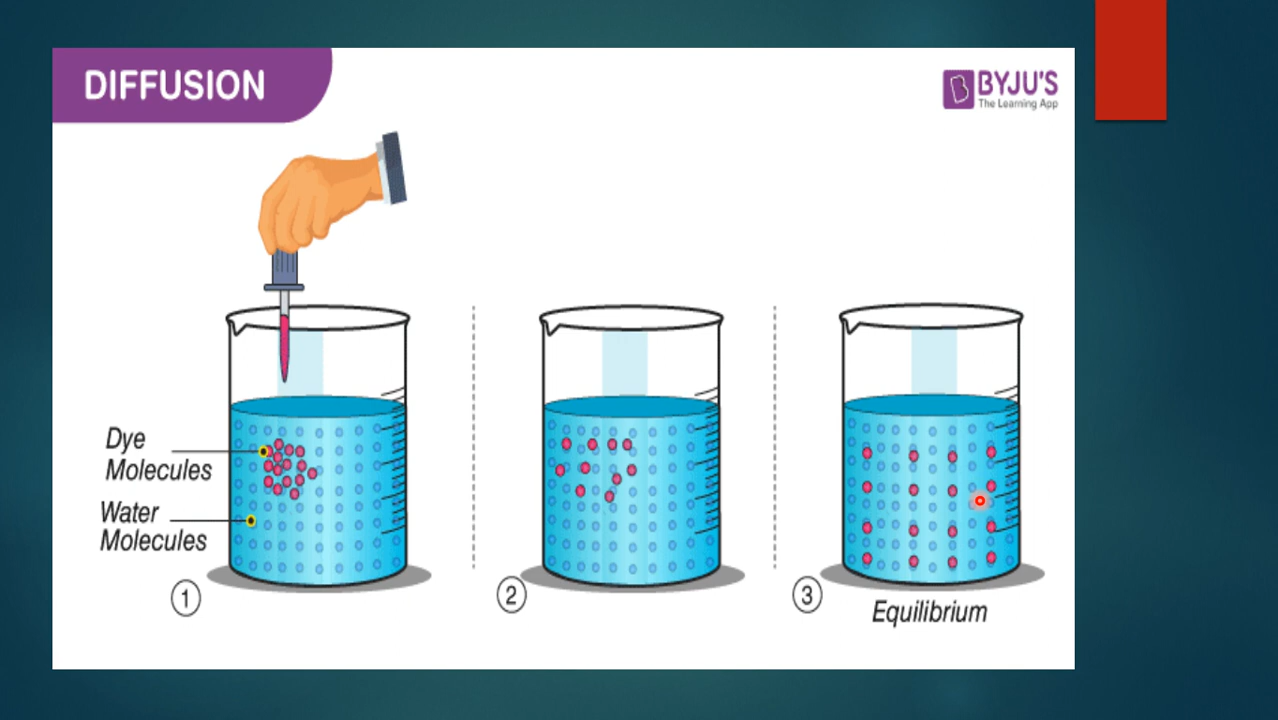 DIFFUSION
BYJU'S
The Learning App
Dye
Molecules
Water
Molecules
1
2
3
Equilibrium